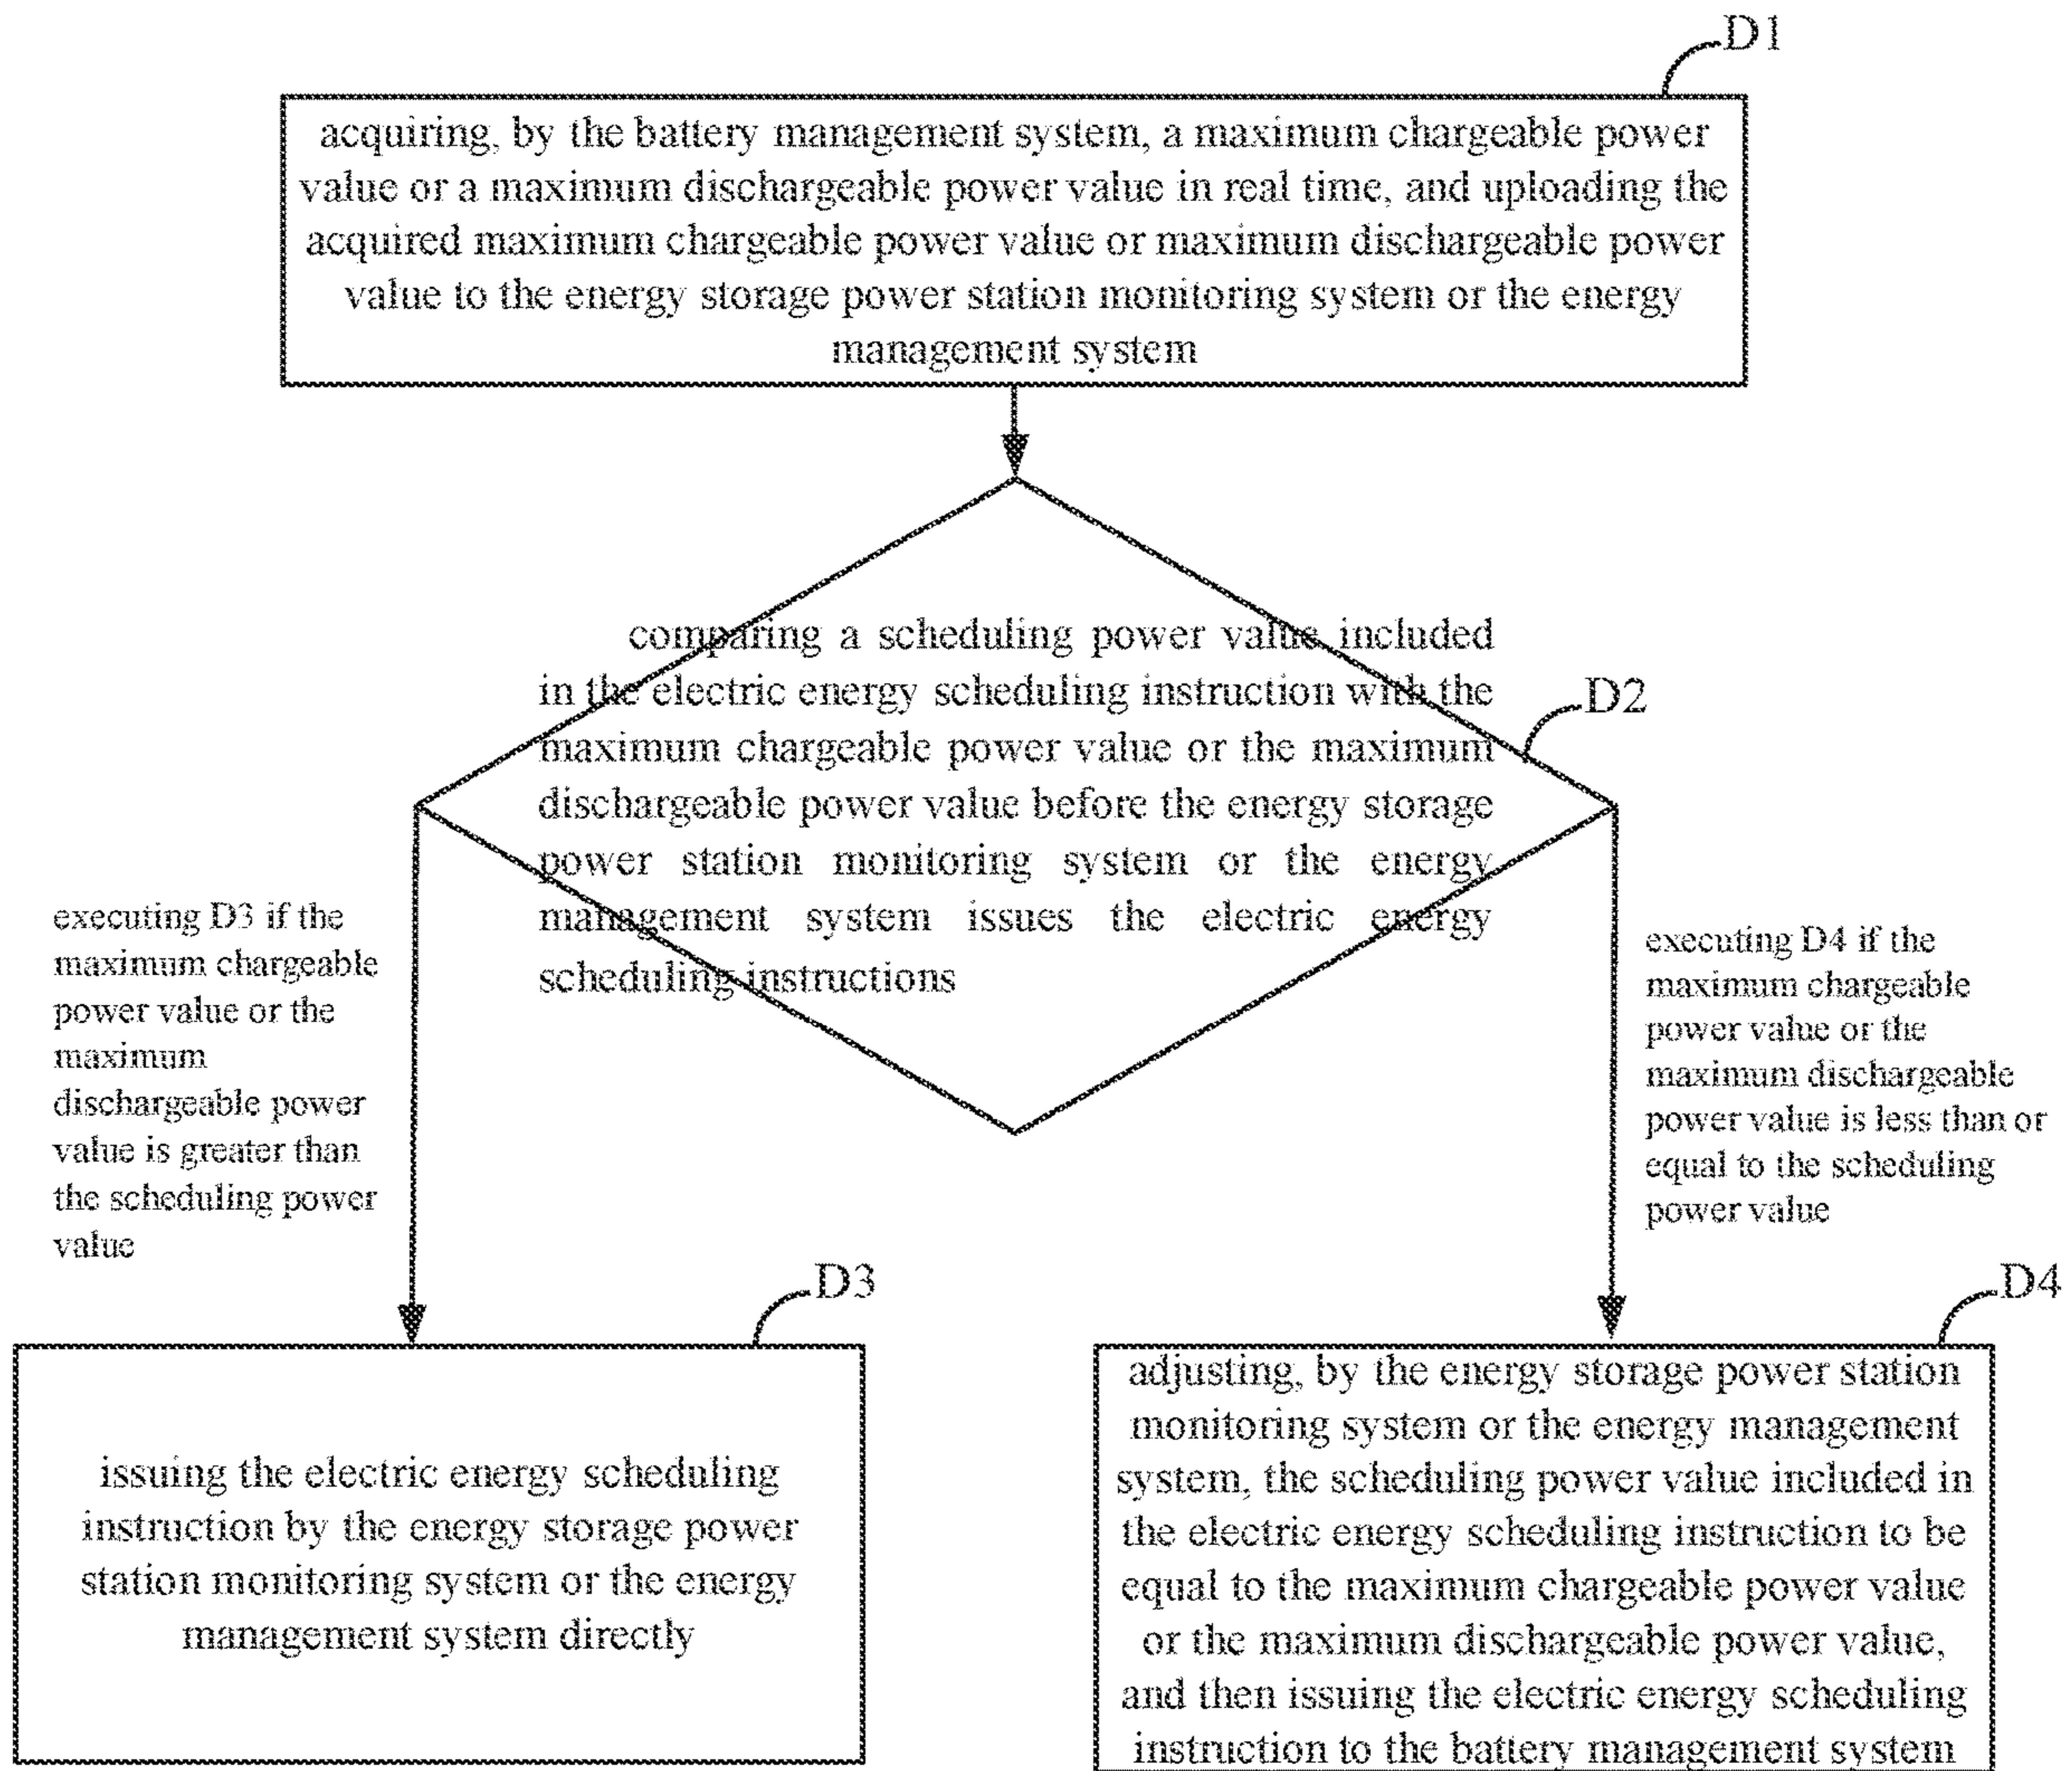 D1
acquiring, by the battery management system, a maximum chargeable power
value or a maximum dischargeable power value in real time, and uploading the
acquired maximum chargeable power value or maximum dischargeable power
value to the energy storage power station monitoring system or the energy
management system
comparing a scheduling power value included
in the electric energy scheduling instruction with the
maximum chargeable power value or the maximum
dischargeable power value before the energy storage
power station monitoring system or the energy
management system issues the electric energy
scheduling instructions
D2
executing D3 if the
maximum chargeable
power value or the
maximum
dischargeable power
value is greater than
the scheduling power
value
executing D4 if the
maximum chargeable
power value or the
maximum dischargeable
power value is less than or
equal to the scheduling
power value
D3
issuing the electric energy scheduling
instruction by the energy storage power
station monitoring system or the energy
management system directly
D4
adjusting, by the energy storage power station
monitoring system or the energy management
system, the scheduling power value included in
the electric energy scheduling instruction to be
equal to the maximum chargeable power value
or the maximum dischargeable power value,
and then issuing the electric energy scheduling
instruction to the battery management system